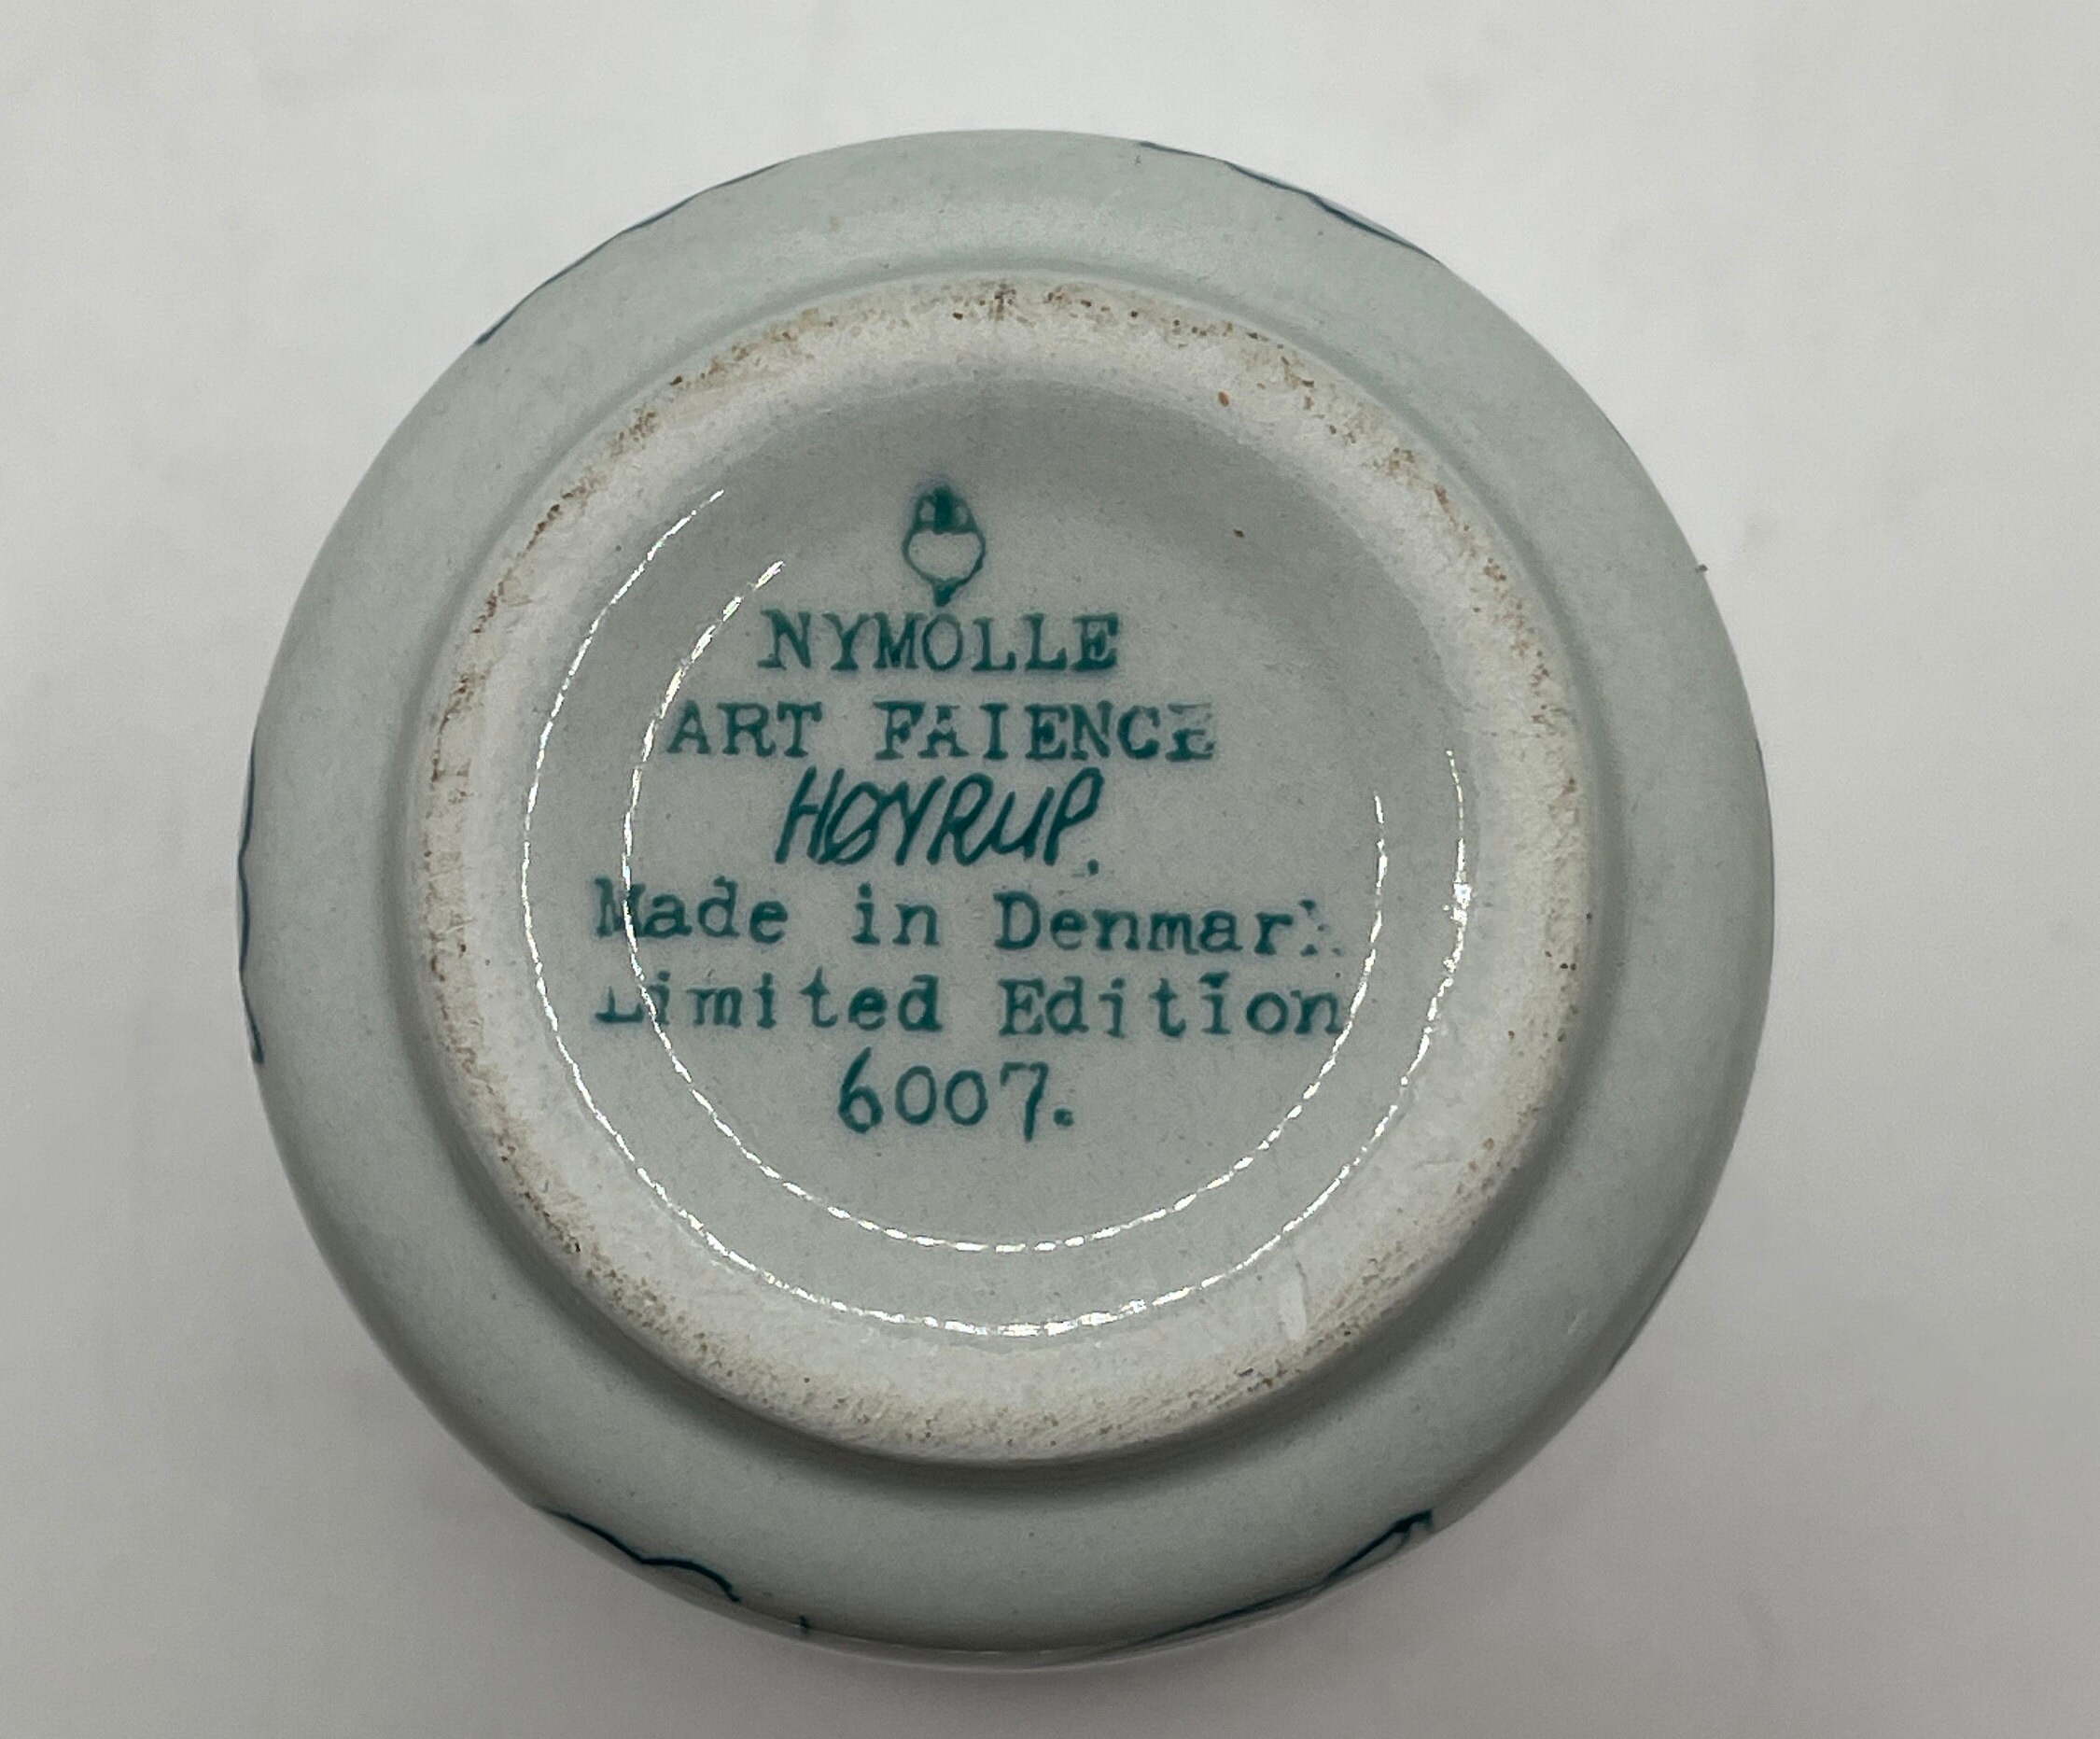 NYMOLLE
ART FAIENCE
HØYRUP.
Made in Denmark
Limited Edition
6007.